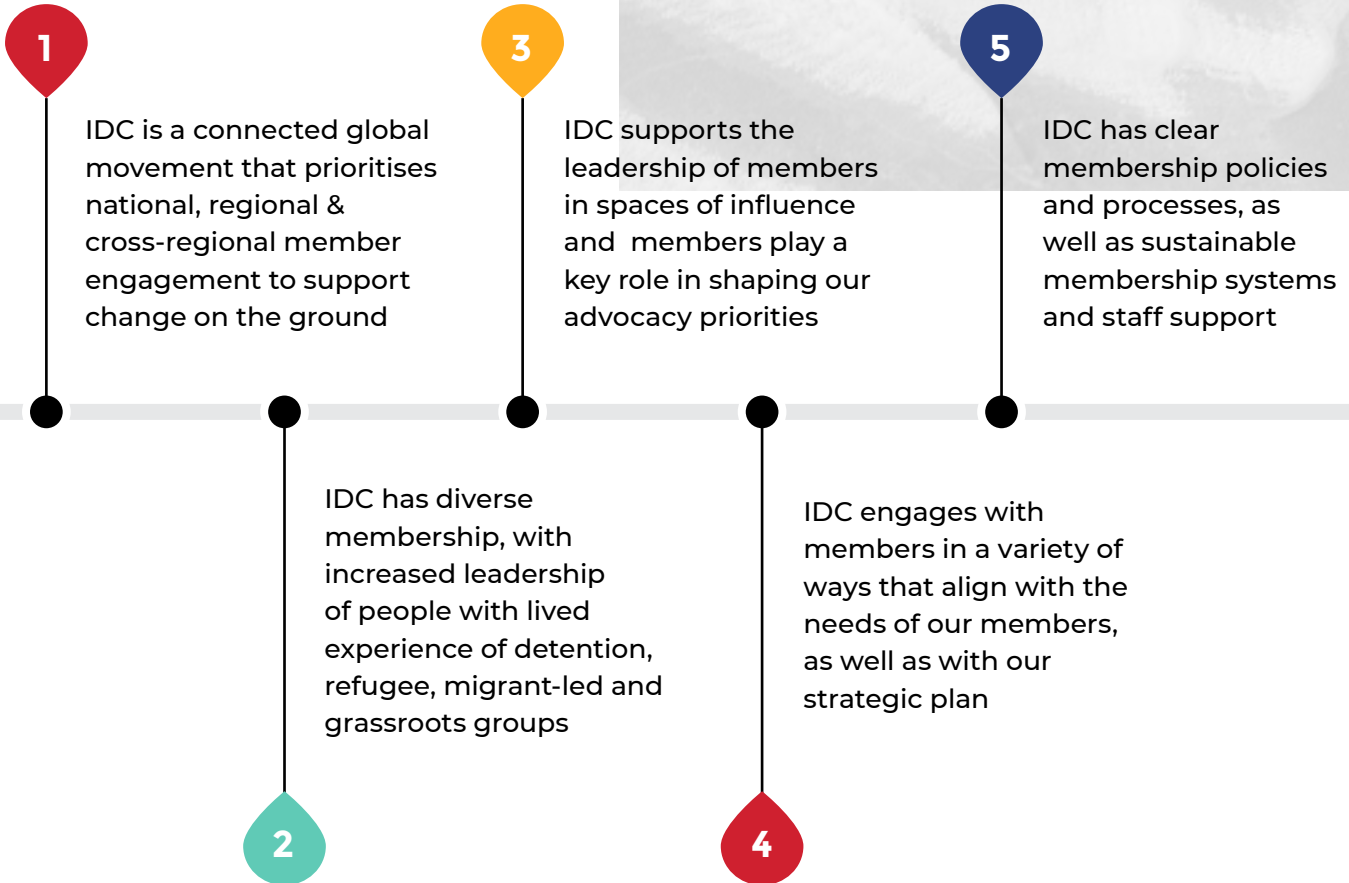 1
IDC is a connected global
movement that prioritises
national, regional &
cross-regional member
engagement to support
change on the ground
2
IDC has diverse
membership, with
increased leadership
of people with lived
experience of detention,
refugee, migrant-led and
grassroots groups
3
IDC supports the
leadership of members
in spaces of influence
and  members play a
key role in shaping our
advocacy priorities
4
IDC engages with
members in a variety of
ways that align with the
needs of our members,
as well as with our
strategic plan
5
IDC has clear
membership policies
and processes, as
well as sustainable
membership systems
and staff support